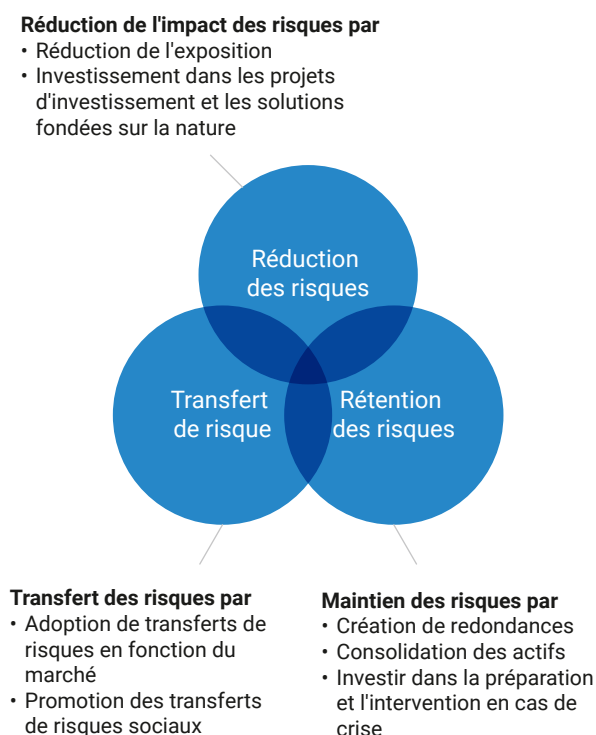 Réduction de l'impact des risques par
• Réduction de l'exposition
• Investissement dans les projets
d'investissement et les solutions
fondées sur la nature
Réduction
des risques
Transfert
de risque
Rétention
des risques
Transfert des risques par
• Adoption de transferts de
risques en fonction du
marché
• Promotion des transferts
de risques sociaux
Maintien des risques par
• Création de redondances
• Consolidation des actifs
• Investir dans la préparation
et l'intervention en cas de
crise